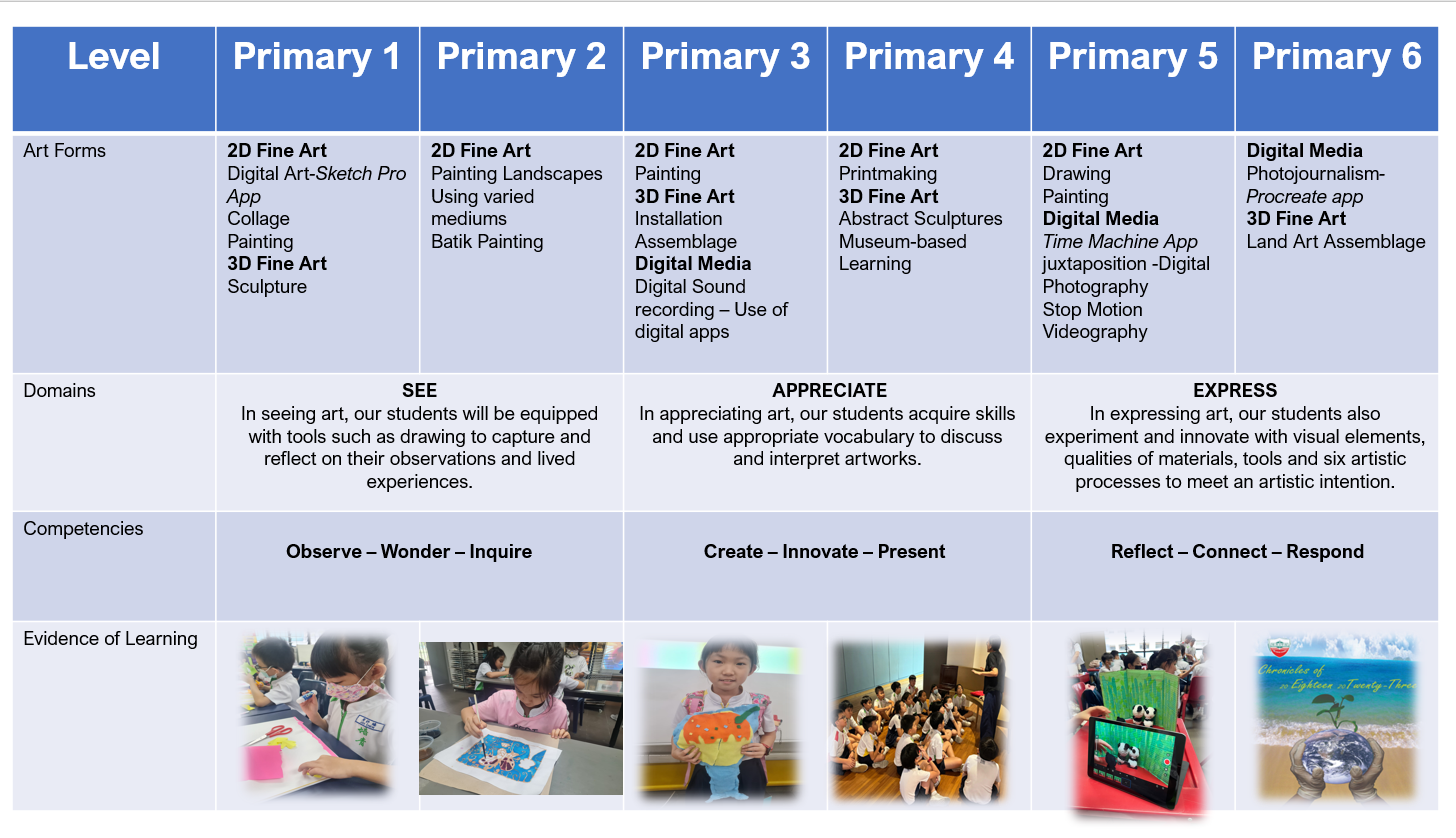 Level
Primary 1
Primary 2
Primary 3
Primary 4
Primary 5
Primary 6
Art Forms
2D Fine Art
Digital Art-Sketch Pro
App
Collage
Painting
3D Fine Art
Sculpture
2D Fine Art
Painting Landscapes
Using varied
mediums
Batik Painting
2D Fine Art
Painting
3D Fine Art
Installation
Assemblage
Digital Media
Digital Sound
recording – Use of
digital apps
2D Fine Art
Printmaking
3D Fine Art
Abstract Sculptures
Museum-based
Learning
2D Fine Art
Drawing
Painting
Digital Media
Time Machine App
juxtaposition -Digital
Photography
Stop Motion
Videography
Digital Media
Photojournalism-
Procreate app
3D Fine Art
Land Art Assemblage
Domains
SEE
In seeing art, our students will be equipped
with tools such as drawing to capture and
reflect on their observations and lived
experiences.
APPRECIATE
In appreciating art, our students acquire skills
and use appropriate vocabulary to discuss
and interpret artworks.
EXPRESS
In expressing art, our students also
experiment and innovate with visual elements,
qualities of materials, tools and six artistic
processes to meet an artistic intention.
Competencies
Observe – Wonder – Inquire
Create – Innovate – Present
Reflect – Connect – Respond
Evidence of Learning
Chronicles of
Eighteen Twenty-Three